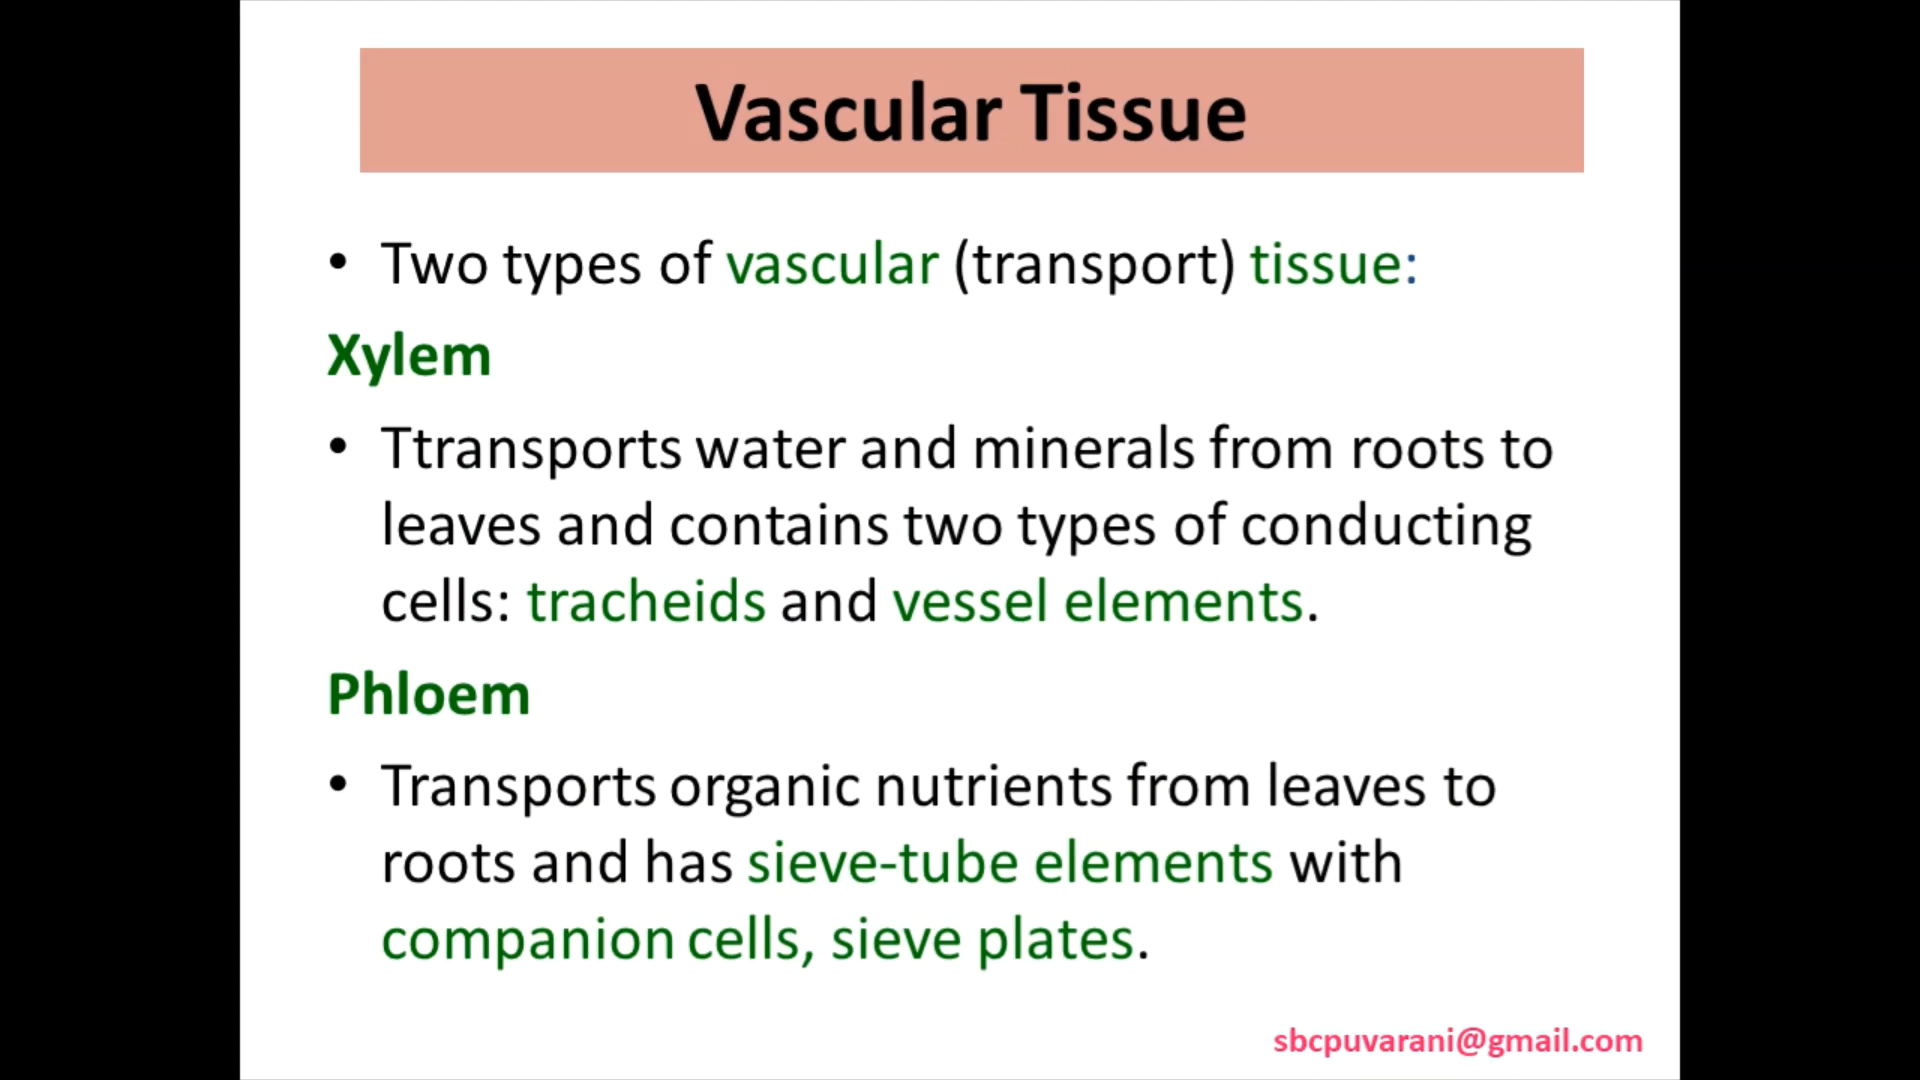 Vascular Tissue
• Two types of vascular (transport) tissue:
Xylem
• Ttransports water and minerals from roots to
leaves and contains two types of conducting
cells: tracheids and vessel elements.
Phloem
• Transports organic nutrients from leaves to
roots and has sieve-tube elements with
companion cells, sieve plates.
sbcpuvarani@gmail.com